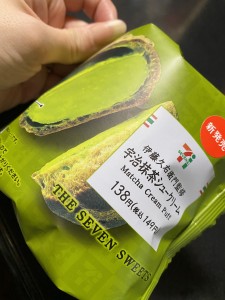 新発売
7
ELEVEN
伊藤久右衛門監修
宇治抹茶シュークリーム
Matcha Cream Puff
138円(税込149円)
THE SEVEN SWEETS